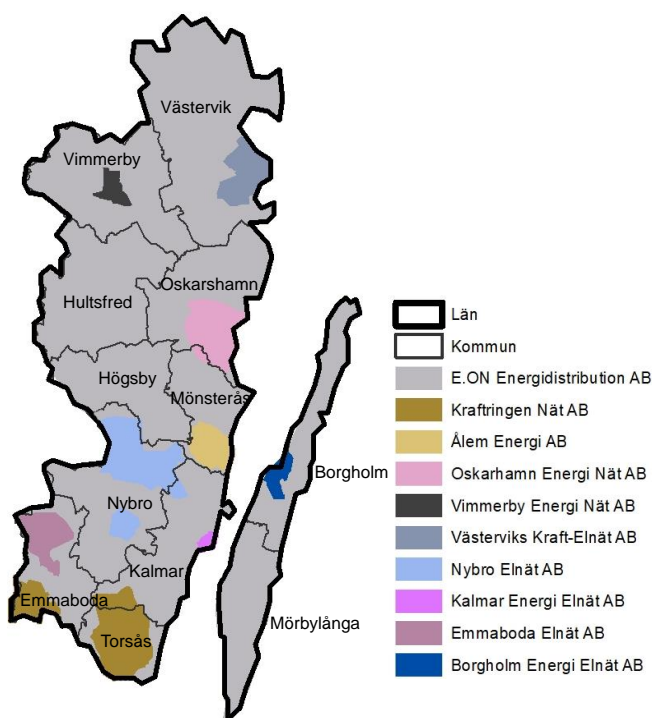 Västervik
Vimmerby
Oskarshamn
Hultsfred
Högsby
Mönsterås
Borgholm
Nybro
Kalmar
Emmaboda
Mörbylånga
Torsås
Län
Kommun
E.ON Energidistribution AB
Kraftringen Nät AB
Ålem Energi AB
Oskarhamn Energi Nät AB
Vimmerby Energi Nät AB
Västerviks Kraft-Elnät AB
Nybro Elnät AB
Kalmar Energi Elnät AB
Emmaboda Elnät AB
Borgholm Energi Elnät AB